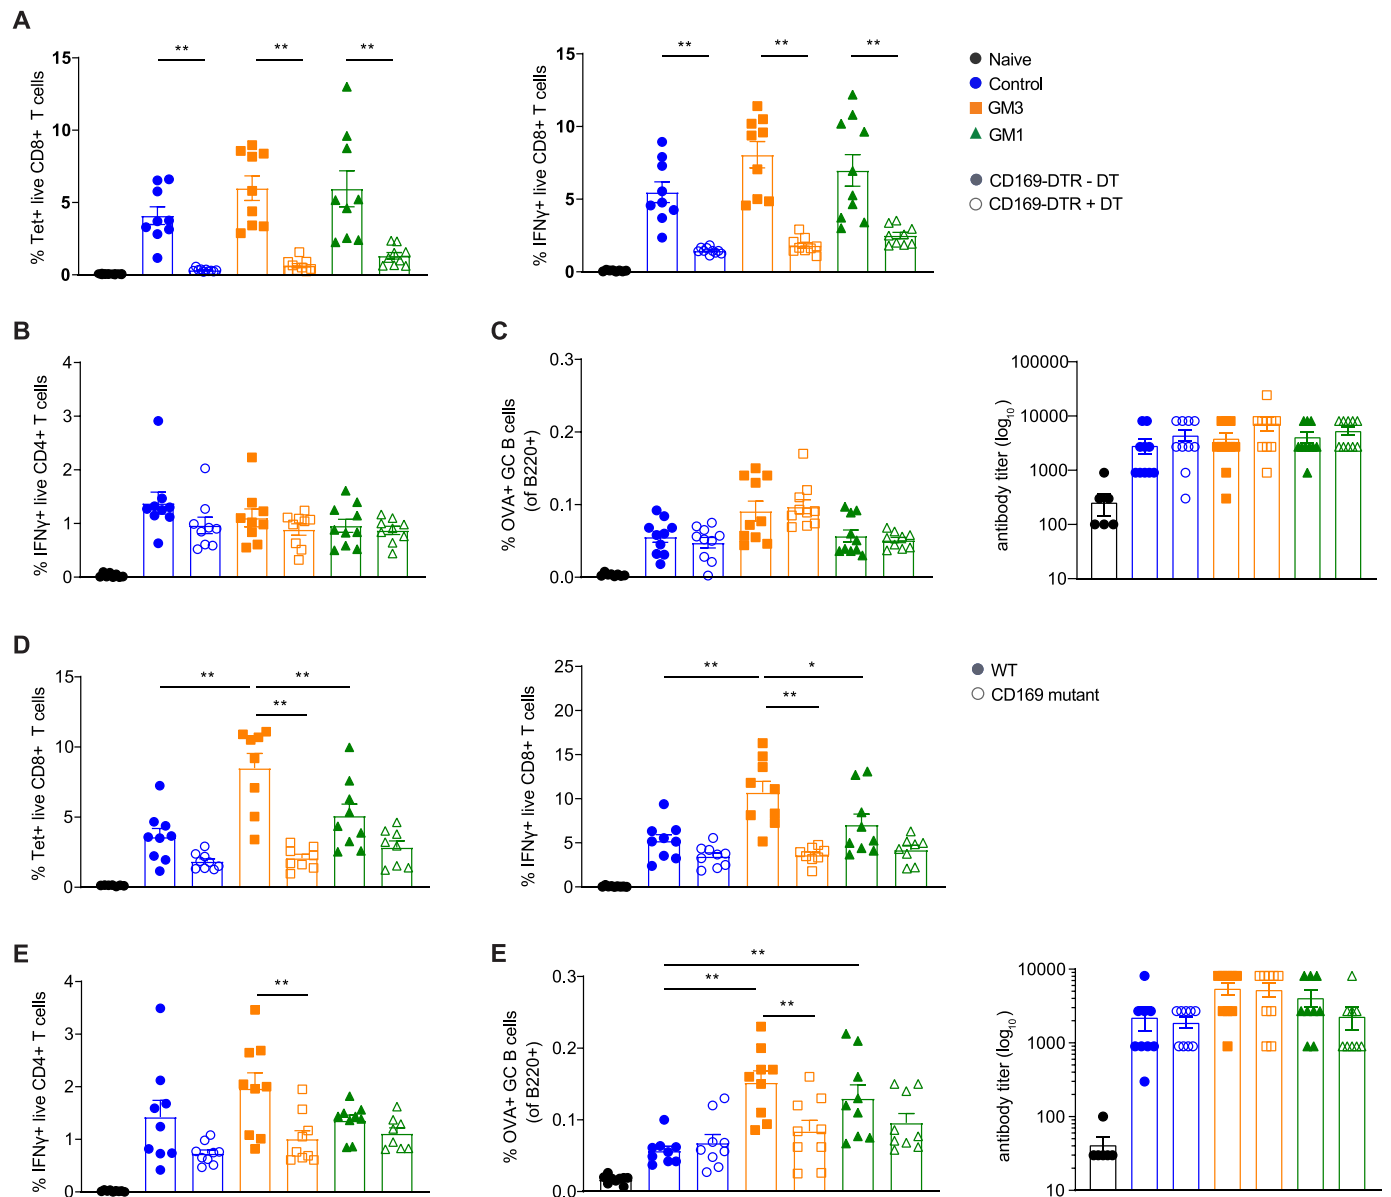 A
% Tet+ live CD8+ T cells
15
10
5
0
**
**
**
% IFNγ+ live CD8+ T cells
15
10
5
0
**
**
**
Naive
Control
GM3
GM1
CD169-DTR - DT
CD169-DTR + DT
B
% IFNγ+ live CD4+ T cells
4
3
2
1
0
C
% OVA+ GC B cells
(of B220+)
0.3
0.2
0.1
0.0
antibody titer (log10)
100000
10000
1000
100
10
D
% Tet+ live CD8+ T cells
15
10
5
0
**
**
**
% IFNγ+ live CD8+ T cells
25
20
15
10
5
0
**
*
**
WT
CD169 mutant
E
% IFNγ+ live CD4+ T cells
4
3
2
1
0
**
E
% OVA+ GC B cells
(of B220+)
0.3
0.2
0.1
0.0
**
**
**
antibody titer (log10)
10000
1000
100
10